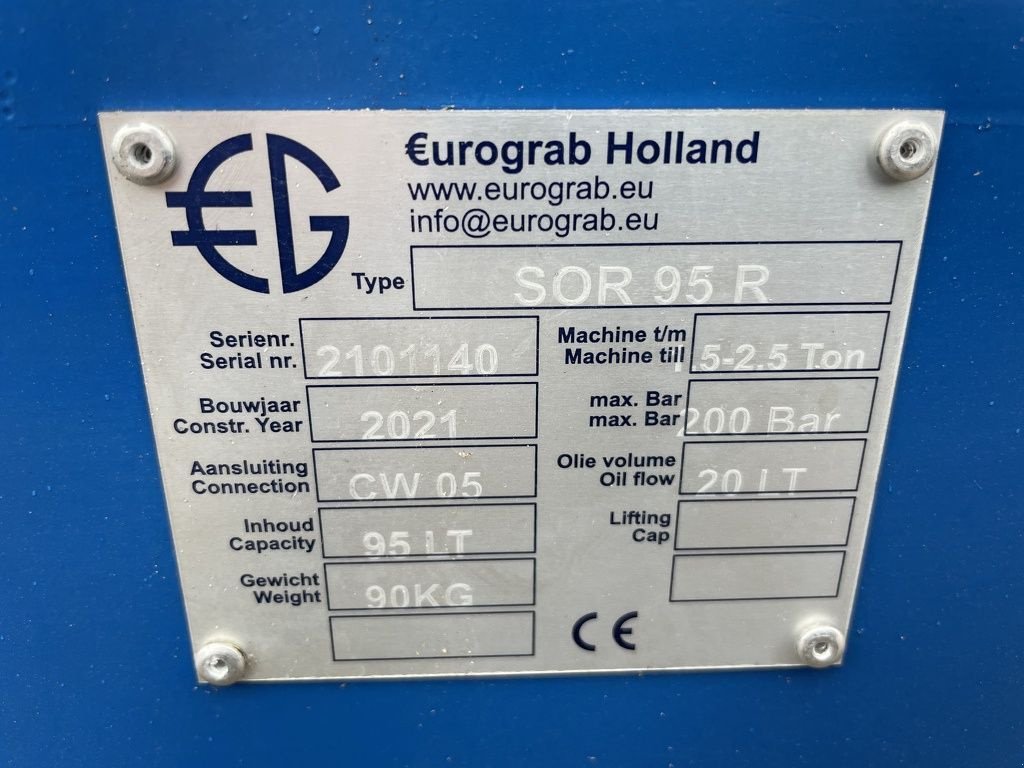 €G
€urograb Holland
www.eurograb.eu
info@eurograb.eu
Type SOR 95 R
Serienr.
Serial nr. 2101140
Machine t/m
Machine till 1.5-2.5 Ton
Bouwjaar
Constr. Year 2021
max. Bar
max. Bar 200 Bar
Aansluiting
Connection CW 05
Olie volume
Oil flow 20 LT
Inhoud
Capacity 95 LT
Lifting
Cap
Gewicht
Weight 90KG
CE